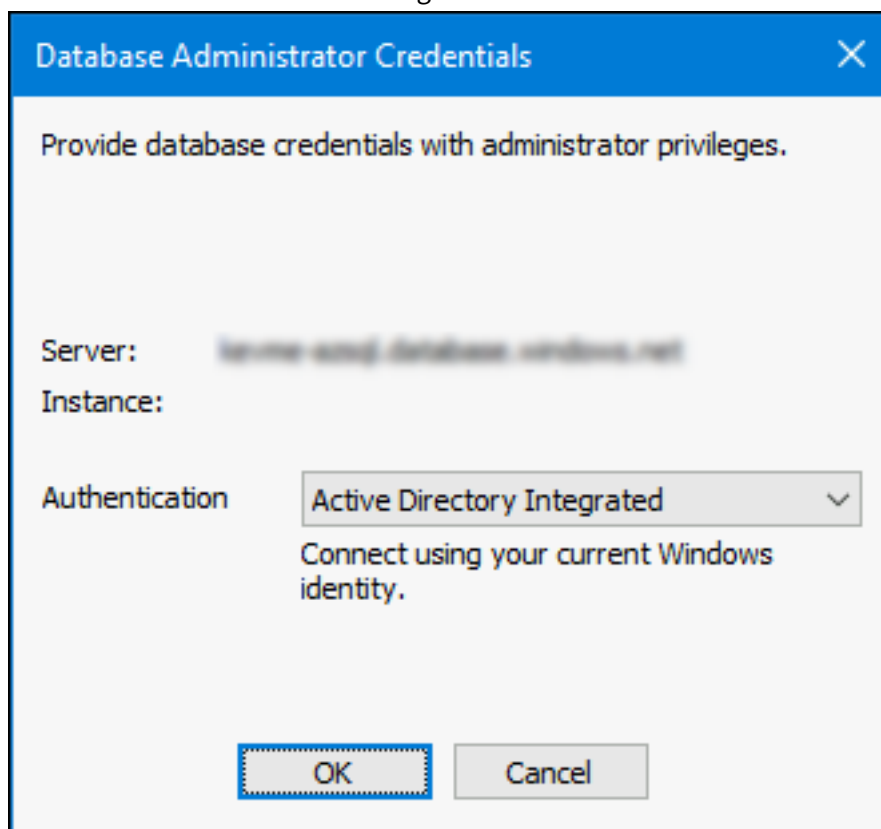 Database Administrator Credentials
Provide database credentials with administrator privileges.
Server:
Instance:
Authentication
Active Directory Integrated
Connect using your current Windows
identity.
OK
Cancel